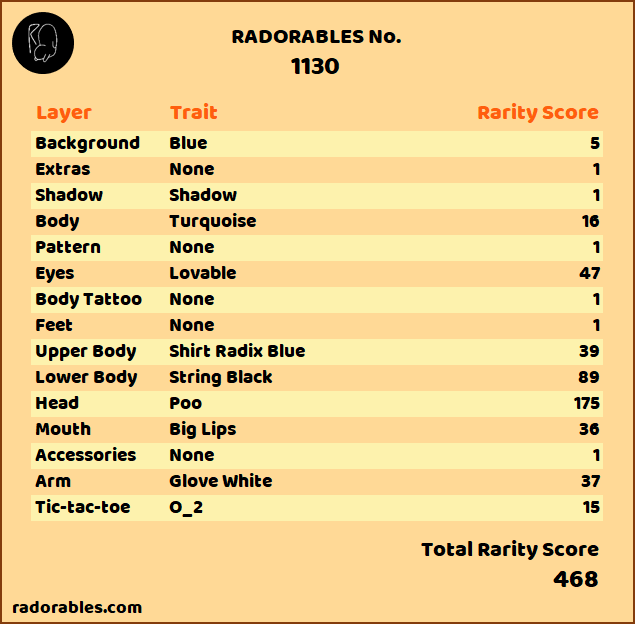 RADORABLES No.
1130
Layer Trait Rarity Score
Background Blue 5
Extras None 1
Shadow Shadow 1
Body Turquoise 16
Pattern None 1
Eyes Lovable 47
Body Tattoo None 1
Feet None 1
Upper Body Shirt Radix Blue 39
Lower Body String Black 89
Head Poo 175
Mouth Big Lips 36
Accessories None 1
Arm Glove White 37
Tic-tac-toe O_2 15
Total Rarity Score
468
radorables.com